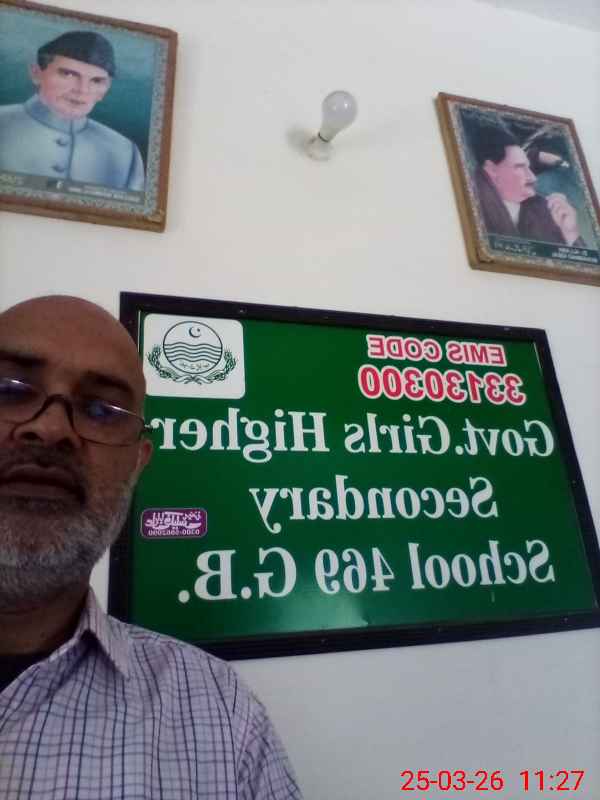 EMIS CODE
33130300
Govt.Girls Higher
Secondary
School 469 G.B.
25-03-26 11:27